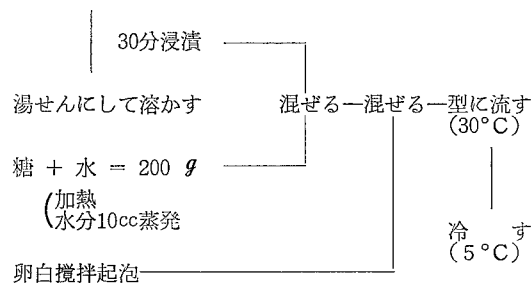 30分浸漬
湯せんにして溶かす
混ぜる—混ぜる—型に流す
(30°C)
糖 + 水 = 200 g
(加熱
水分10cc蒸発
冷す
(5°C)
卵白攪拌起泡